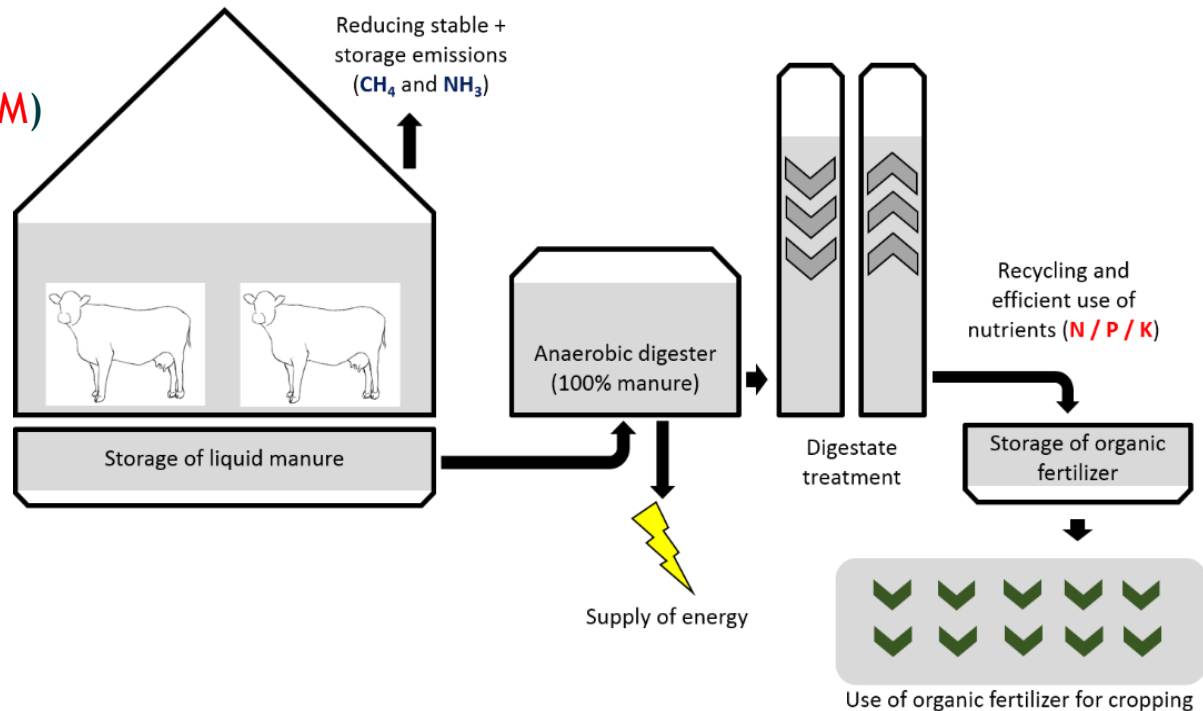 M)
Reducing stable +
storage emissions
(CH₄ and NH₃)
Storage of liquid manure
Anaerobic digester
(100% manure)
Supply of energy
Digestate
treatment
Recycling and
efficient use of
nutrients (N / P / K)
Storage of organic
fertilizer
Use of organic fertilizer for cropping